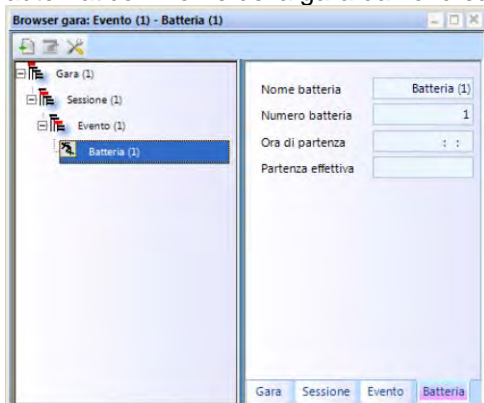 Browser gara: Evento (1) - Batteria (1)
Gara (1)
Sessione (1)
Evento (1)
Batteria (1)
Nome batteria Batteria (1)
Numero batteria 1
Ora di partenza : :
Partenza effettiva
Gara Sessione Evento Batteria